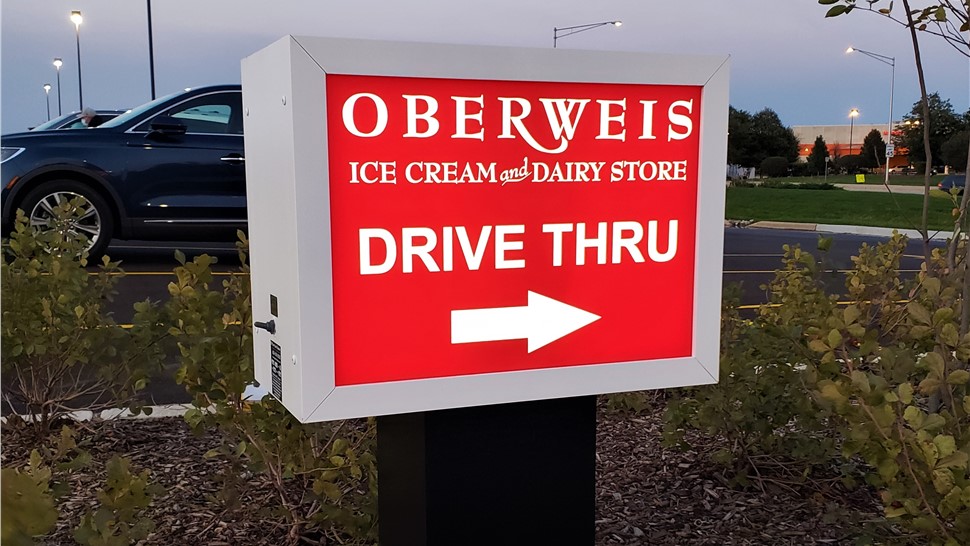 OBERWEIS
ICE CREAM and DAIRY STORE
DRIVE THRU